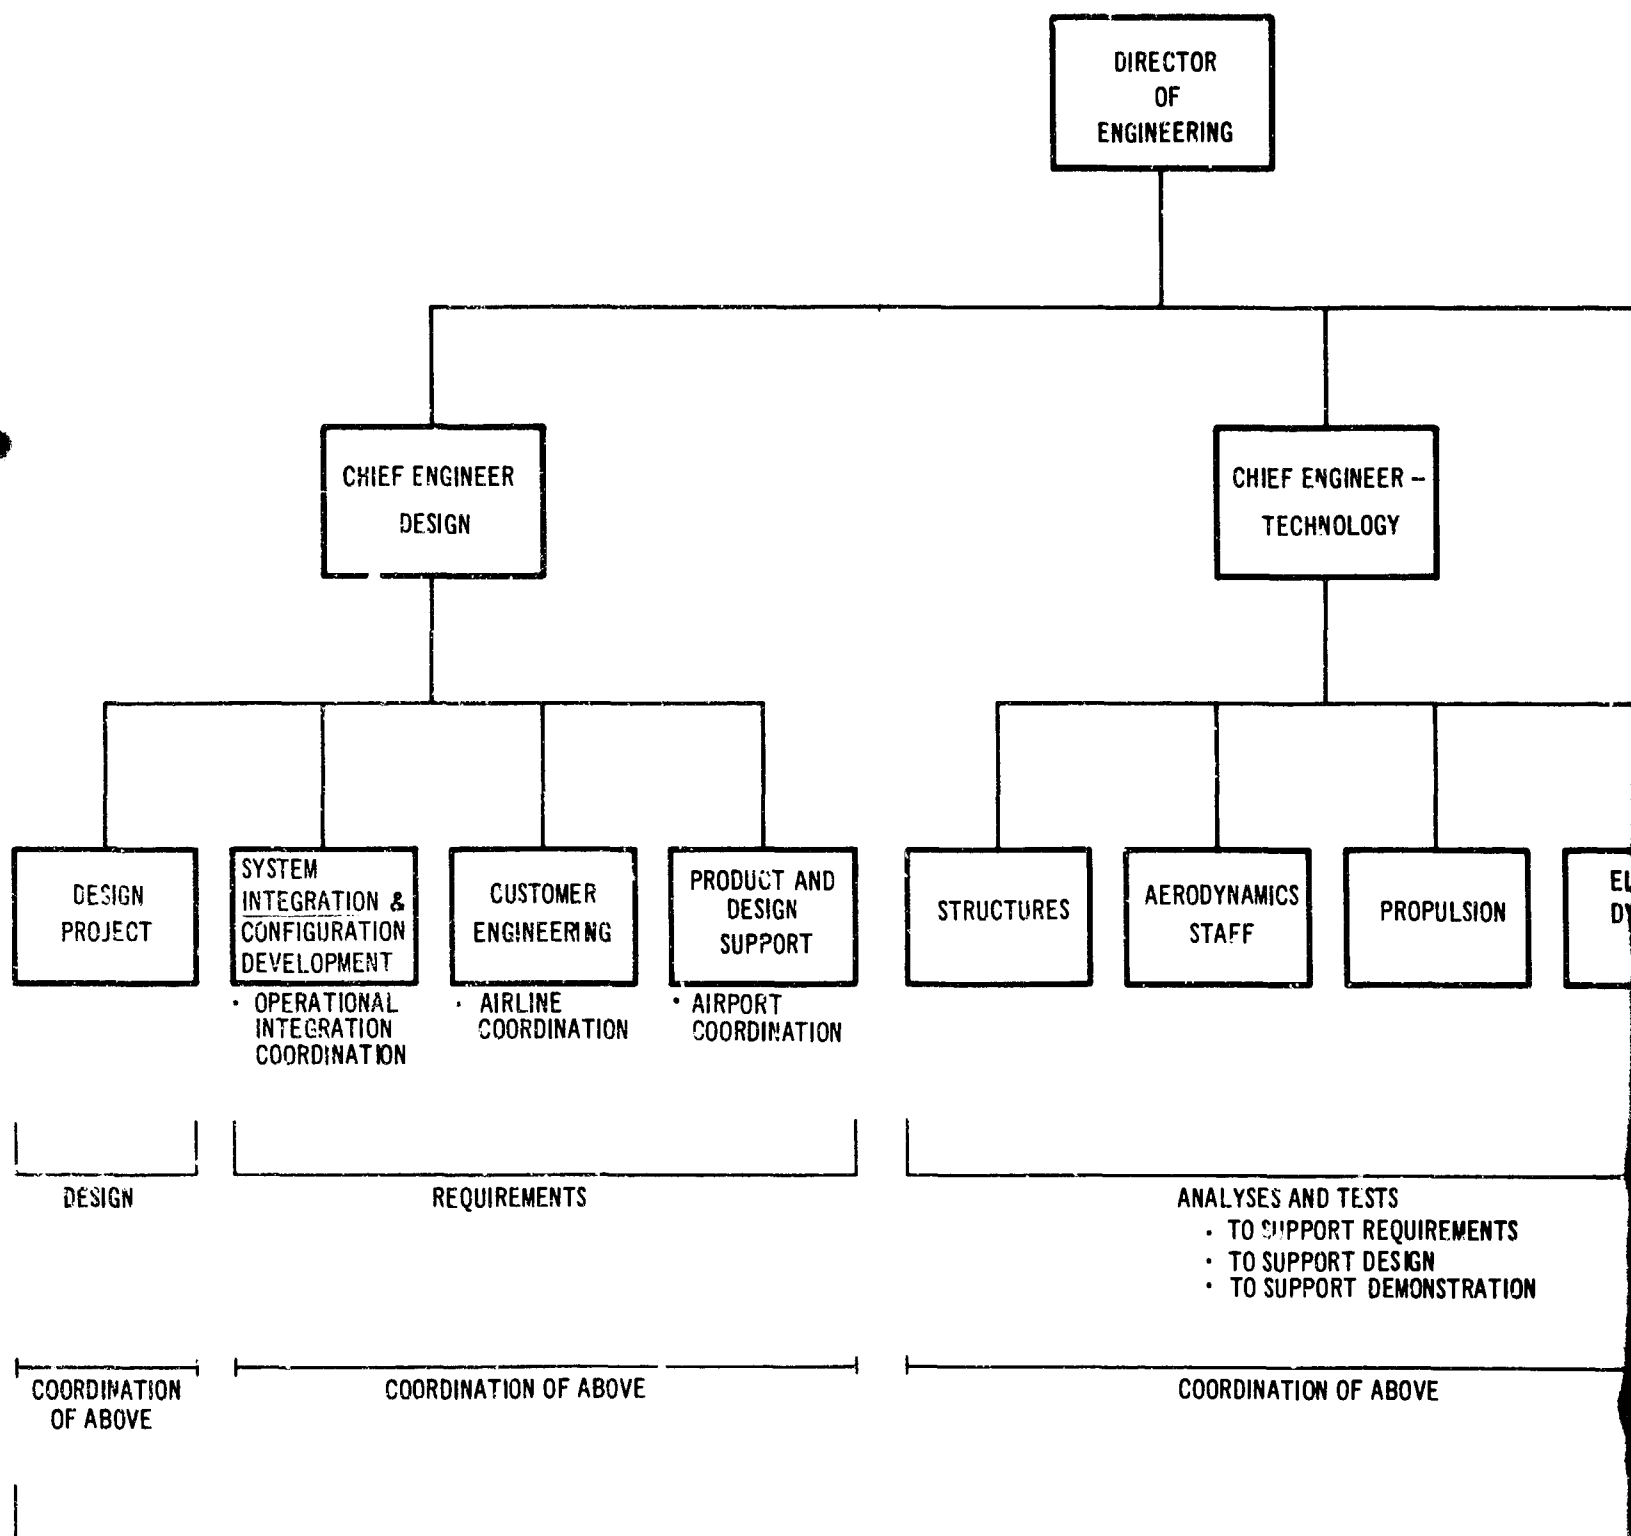 DIRECTOR
OF
ENGINEERING
CHIEF ENGINEER
DESIGN
CHIEF ENGINEER –
TECHNOLOGY
DESIGN
PROJECT
SYSTEM
INTEGRATION &
CONFIGURATION
DEVELOPMENT
CUSTOMER
ENGINEERING
PRODUCT AND
DESIGN
SUPPORT
STRUCTURES
AERODYNAMICS
STAFF
PROPULSION
• OPERATIONAL
INTEGRATION
COORDINATION
• AIRLINE
COORDINATION
• AIRPORT
COORDINATION
DESIGN
REQUIREMENTS
ANALYSES AND TESTS
• TO SUPPORT REQUIREMENTS
• TO SUPPORT DESIGN
• TO SUPPORT DEMONSTRATION
COORDINATION
OF ABOVE
COORDINATION OF ABOVE
COORDINATION OF ABOVE